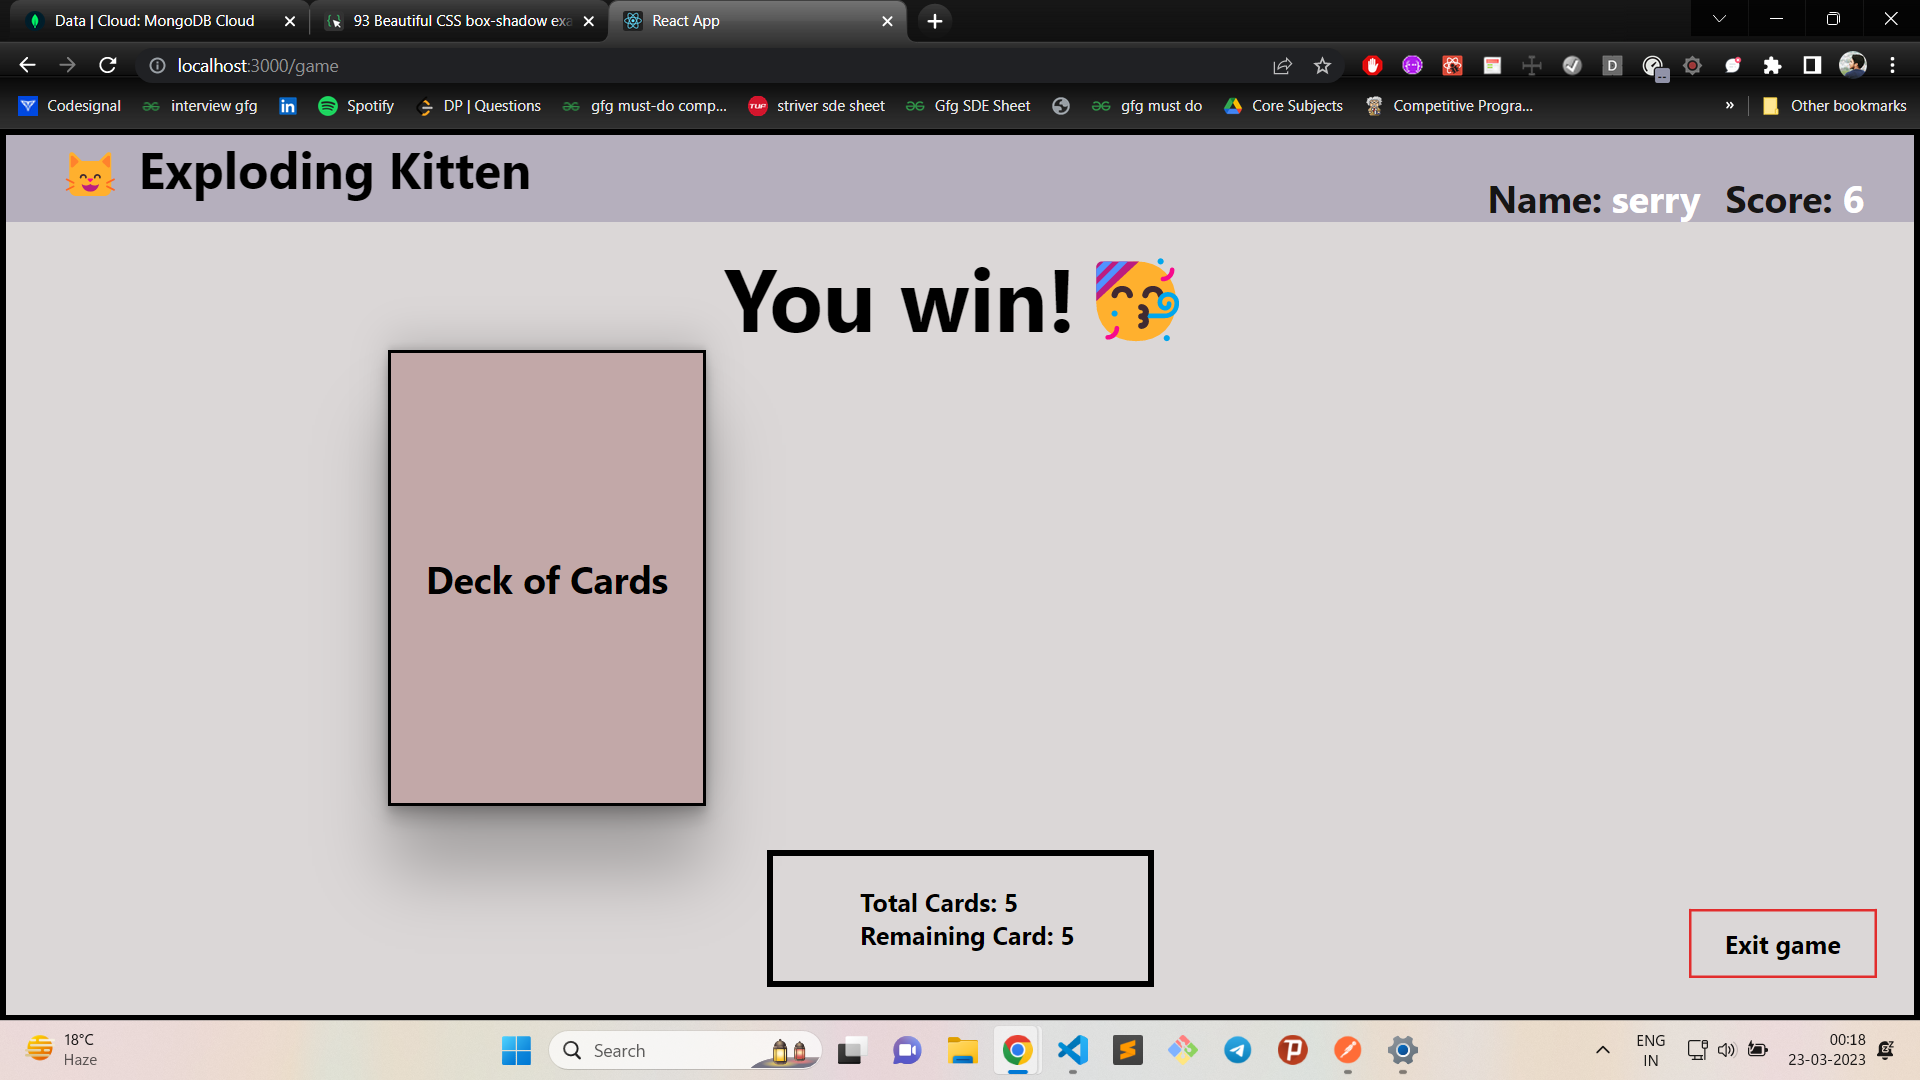 Data | Cloud: MongoDB Cloud
93 Beautiful CSS box-shadow exa
React App
localhost:3000/game
Codesignal
interview gfg
Spotify
DP | Questions
gfg must-do comp...
TUF
striver sde sheet
Gfg SDE Sheet
gfg must do
Core Subjects
Competitive Progra...
»
Other bookmarks
Exploding Kitten
Name: serry Score: 6
You win!
Deck of Cards
Total Cards: 5
Remaining Card: 5
Exit game
18°C
Haze
Search
ENG
IN
00:18
23-03-2023